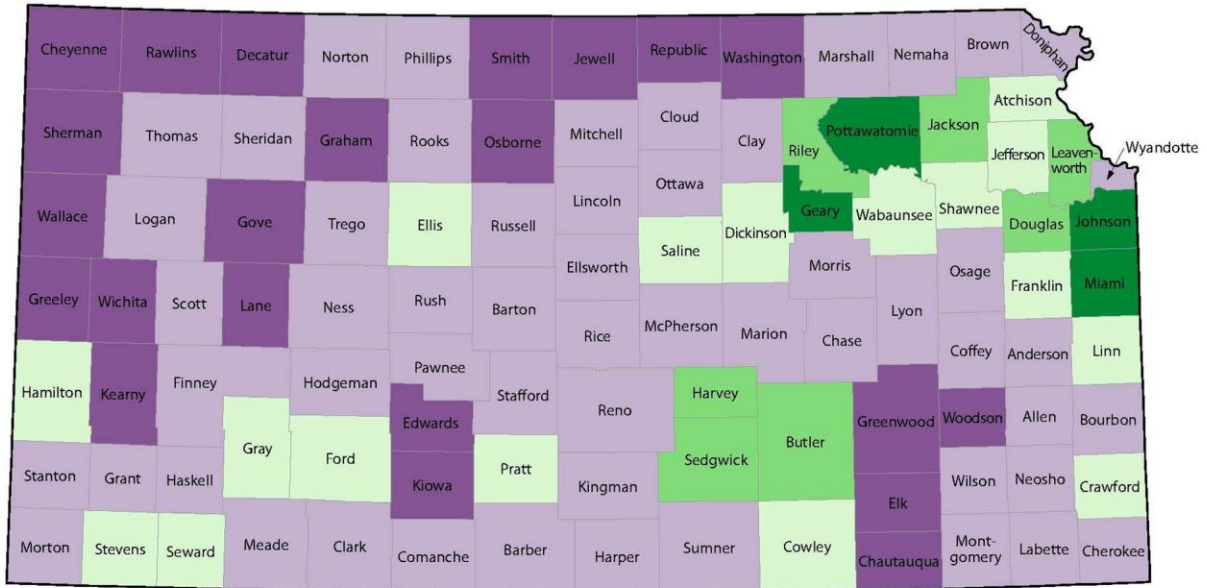 Cheyenne Rawlins Decatur Norton Phillips Smith Jewell Republic Washington Marshall Nemaha Brown Doniphan
Sherman Thomas Sheridan Graham Rooks Osborne Mitchell Cloud Clay Riley Pottawatomie Jackson Atchison
Jefferson Leaven-
worth Wyandotte
Ottawa
Wallace Logan Gove Trego Ellis Russell Lincoln Saline Dickinson Geary Wabaunsee Shawnee Douglas Johnson
Ellsworth Morris
Greeley Wichita Scott Lane Ness Rush Barton Rice McPherson Marion Chase Lyon Osage Franklin Miami
Hamilton Kearny Finney Hodgeman Pawnee Stafford Reno Harvey Coffey Anderson Linn
Gray Ford Edwards Pratt Sedgwick Butler Greenwood Woodson Allen Bourbon
Stanton Grant Haskell Kiowa Kingman Elk Wilson Neosho Crawford
Morton Stevens Seward Meade Clark Comanche Barber Harper Sumner Cowley Chautauqua Mont-
gomery Labette Cherokee